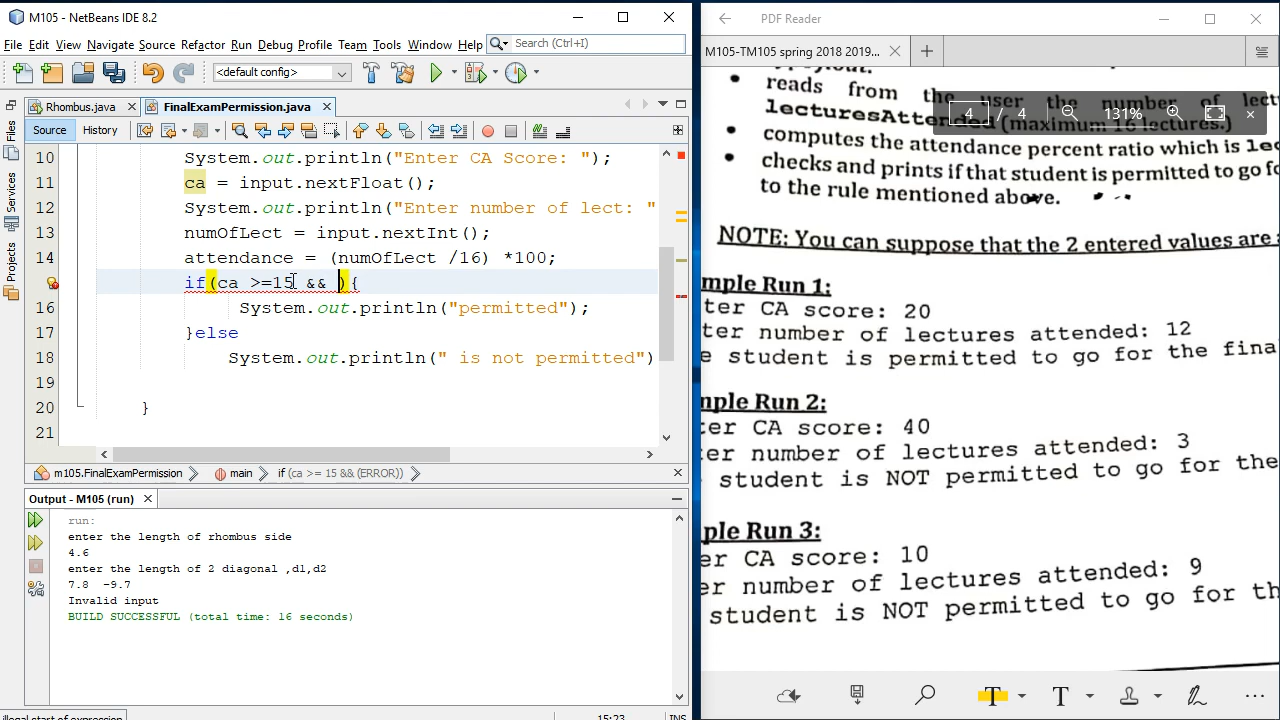 M105 - NetBeans IDE 8.2
File Edit View Navigate Source Refactor Run Debug Profile Team Tools Window Help
Search (Ctrl+I)
<default config>
Rhombus.java
FinalExamPermission.java
Source History
Files
Services
Projects
10 System.out.println("Enter CA Score: ");
11 ca = input.nextFloat();
12 System.out.println("Enter number of lect: "
13 numOfLect = input.nextInt();
14 attendance = (numOfLect /16) *100;
if(ca >=15 && ){
16 System.out.println("permitted");
17 }else
18 System.out.println(" is not permitted")
19
20 }
21
m105.FinalExamPermission main if (ca >= 15 && (ERROR))
Output - M105 (run)
run:
enter the length of rhombus side
4.6
enter the length of 2 diagonal ,d1,d2
7.8 -9.7
Invalid input
BUILD SUCCESSFUL (total time: 16 seconds)
illegal start of expression
15:23 INS
PDF Reader
M105-TM105 spring 2018 2019...
4 / 4 131%
reads from the user the number of lect
lecturesAttended (maximum 16 lectures.)
computes the attendance percent ratio which is lec
checks and prints if that student is permitted to go fo
to the rule mentioned above.
NOTE: You can suppose that the 2 entered values are
mple Run 1:
ter CA score: 20
ter number of lectures attended: 12
e student is permitted to go for the fina
nple Run 2:
ter CA score: 40
er number of lectures attended: 3
student is NOT permitted to go for the
ple Run 3:
er CA score: 10
er number of lectures attended: 9
student is NOT permitted to go for th